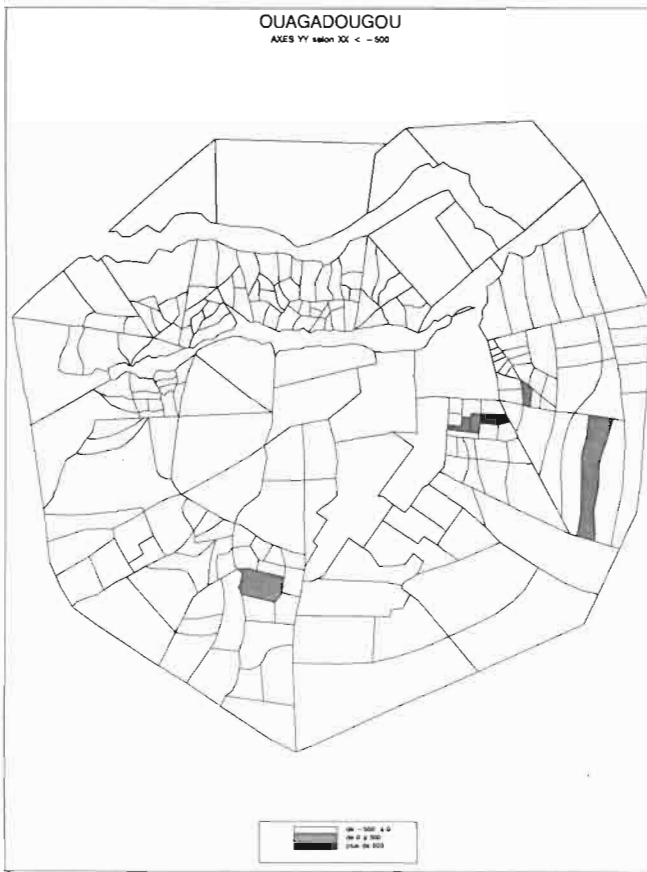 OUAGADOUGOU
AXES YY selon XX < -500
de -500 à 0
de 0 à 500
plus de 500